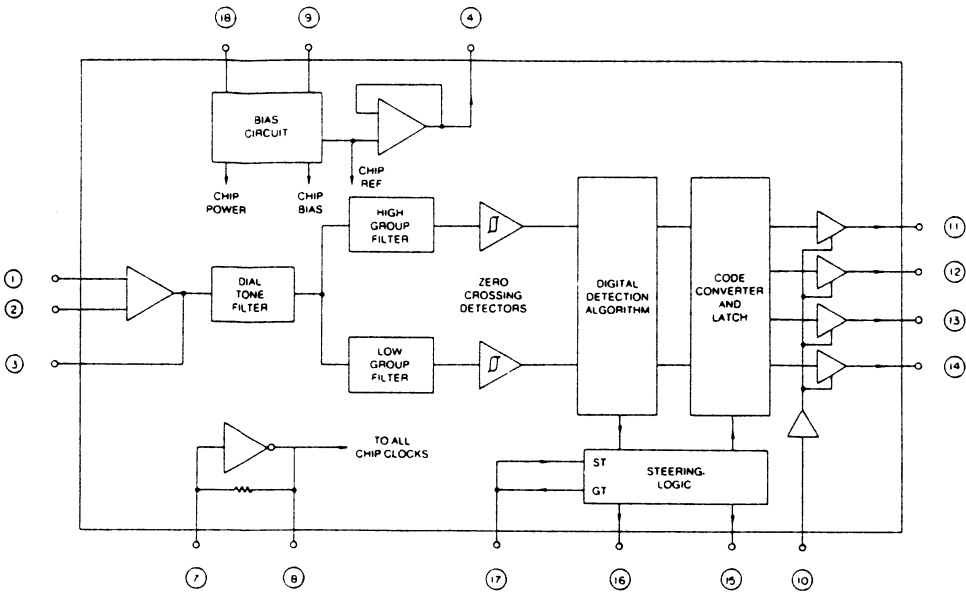 18
9
4
BIAS
CIRCUIT
CHIP
REF
CHIP
POWER
CHIP
BIAS
HIGH
GROUP
FILTER
11
1
2
3
DIAL
TONE
FILTER
ZERO
CROSSING
DETECTORS
DIGITAL
DETECTION
ALGORITHM
CODE
CONVERTER
AND
LATCH
12
13
LOW
GROUP
FILTER
14
TO ALL
CHIP CLOCKS
ST
GT
STEERING.
LOGIC
7
8
17
16
15
10